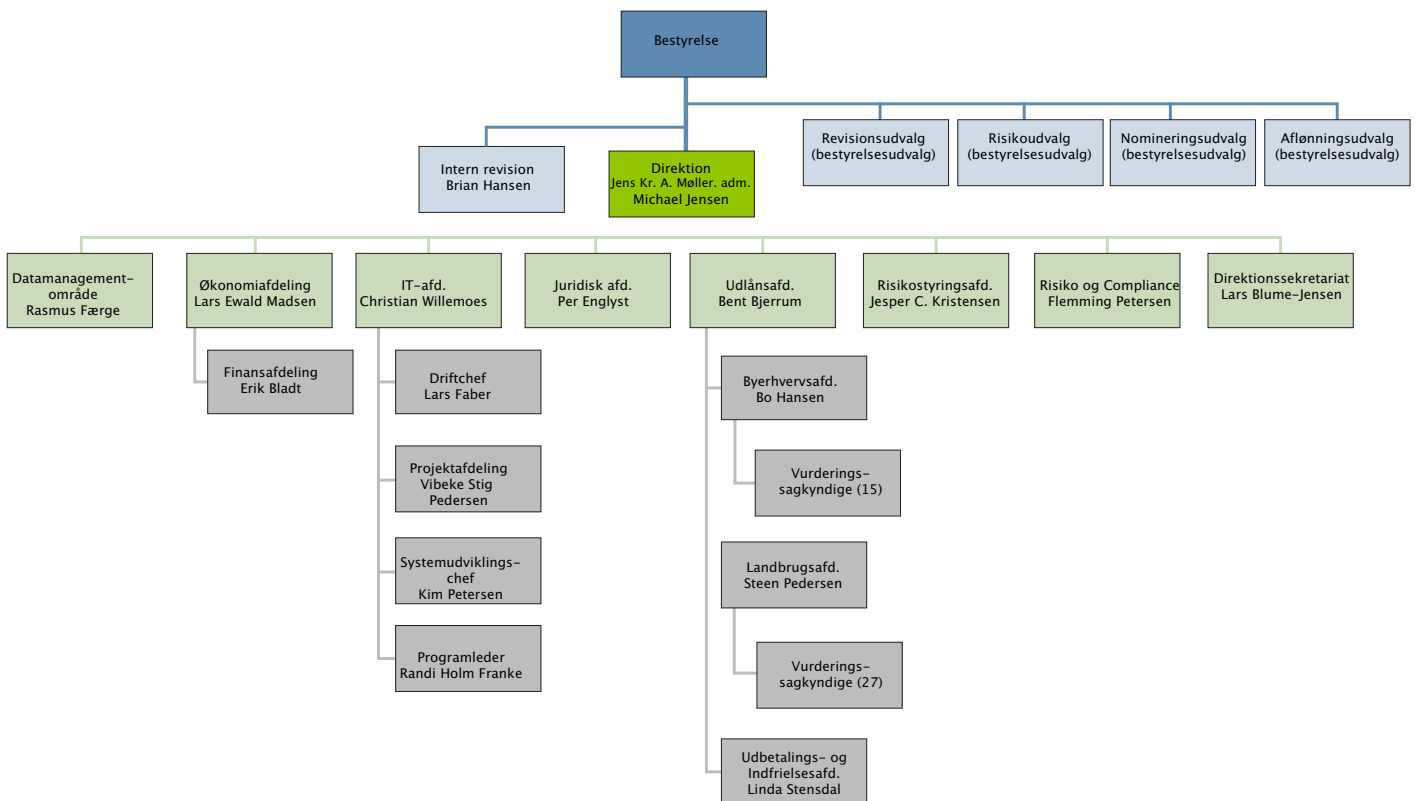 Bestyrelse
Revisionsudvalg
(bestyrelsesudvalg)
Risikoudvalg
(bestyrelsesudvalg)
Nomineringsudvalg
(bestyrelsesudvalg)
Aflønningsudvalg
(bestyrelsesudvalg)
Intern revision
Brian Hansen
Direktion
Jens Kr. A. Møller. adm.
Michael Jensen
Datamanagement-
område
Rasmus Færge
Økonomiafdeling
Lars Ewald Madsen
IT-afd.
Christian Willemoes
Juridisk afd.
Per Englyst
Udlånsafd.
Bent Bjerrum
Risikostyringsafd.
Jesper C. Kristensen
Risiko og Compliance
Flemming Petersen
Direktionssekretariat
Lars Blume-Jensen
Finansafdeling
Erik Bladt
Driftchef
Lars Faber
Projektafdeling
Vibeke Stig
Pedersen
Systemudviklings-
chef
Kim Petersen
Programleder
Randi Holm Franke
Byerhvervsafd.
Bo Hansen
Vurderings-
sagkyndige (15)
Landbrugsafd.
Steen Pedersen
Vurderings-
sagkyndige (27)
Udbetalings- og
Indfrielsesafd.
Linda Stensdal